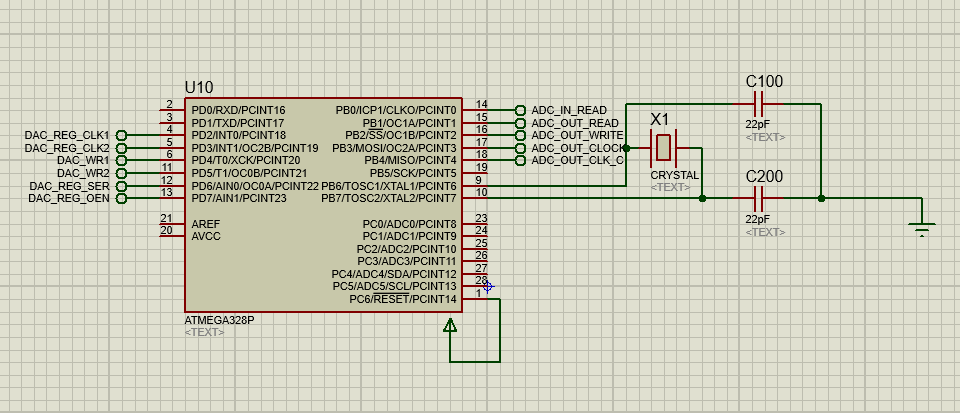 U10
2 PD0/RXD/PCINT16 PB0/ICP1/CLKO/PCINT0 14 ADC_IN_READ
3 PD1/TXD/PCINT17 PB1/OC1A/PCINT1 15 ADC_OUT_READ
DAC_REG_CLK1 4 PD2/INT0/PCINT18 PB2/SS/OC1B/PCINT2 16 ADC_OUT_WRITE
DAC_REG_CLK2 5 PD3/INT1/OC2B/PCINT19 PB3/MOSI/OC2A/PCINT3 17 ADC_OUT_CLOCK
DAC_WR1 6 PD4/T0/XCK/PCINT20 PB4/MISO/PCINT4 18 ADC_OUT_CLK_C
DAC_WR2 11 PD5/T1/OC0B/PCINT21 PB5/SCK/PCINT5 19
DAC_REG_SER 12 PD6/AIN0/OC0A/PCINT22 PB6/TOSC1/XTAL1/PCINT6 9
DAC_REG_OEN 13 PD7/AIN1/PCINT23 PB7/TOSC2/XTAL2/PCINT7 10
21 AREF PC0/ADC0/PCINT8 23
20 AVCC PC1/ADC1/PCINT9 24
PC2/ADC2/PCINT10 25
PC3/ADC3/PCINT11 26
PC4/ADC4/SDA/PCINT12 27
PC5/ADC5/SCL/PCINT13 28
PC6/RESET/PCINT14 1
ATMEGA328P
<TEXT>
X1
CRYSTAL
<TEXT>
C100
22pF
<TEXT>
C200
22pF
<TEXT>